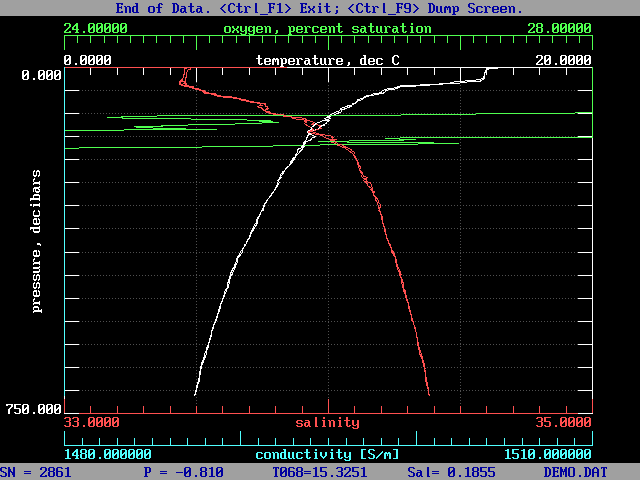 End of Data. <Ctrl_F1> Exit; <Ctrl_F9> Dump Screen.
24.00000 oxygen, percent saturation 28.00000
0.0000 temperature, dec C 20.0000
0.000
pressure, decibars
750.000
33.0000 salinity 35.0000
1480.000000 conductivity [S/m] 1510.000000
SN = 2861 P = -0.810 T068=15.3251 Sal= 0.1855 DEMO.DAT